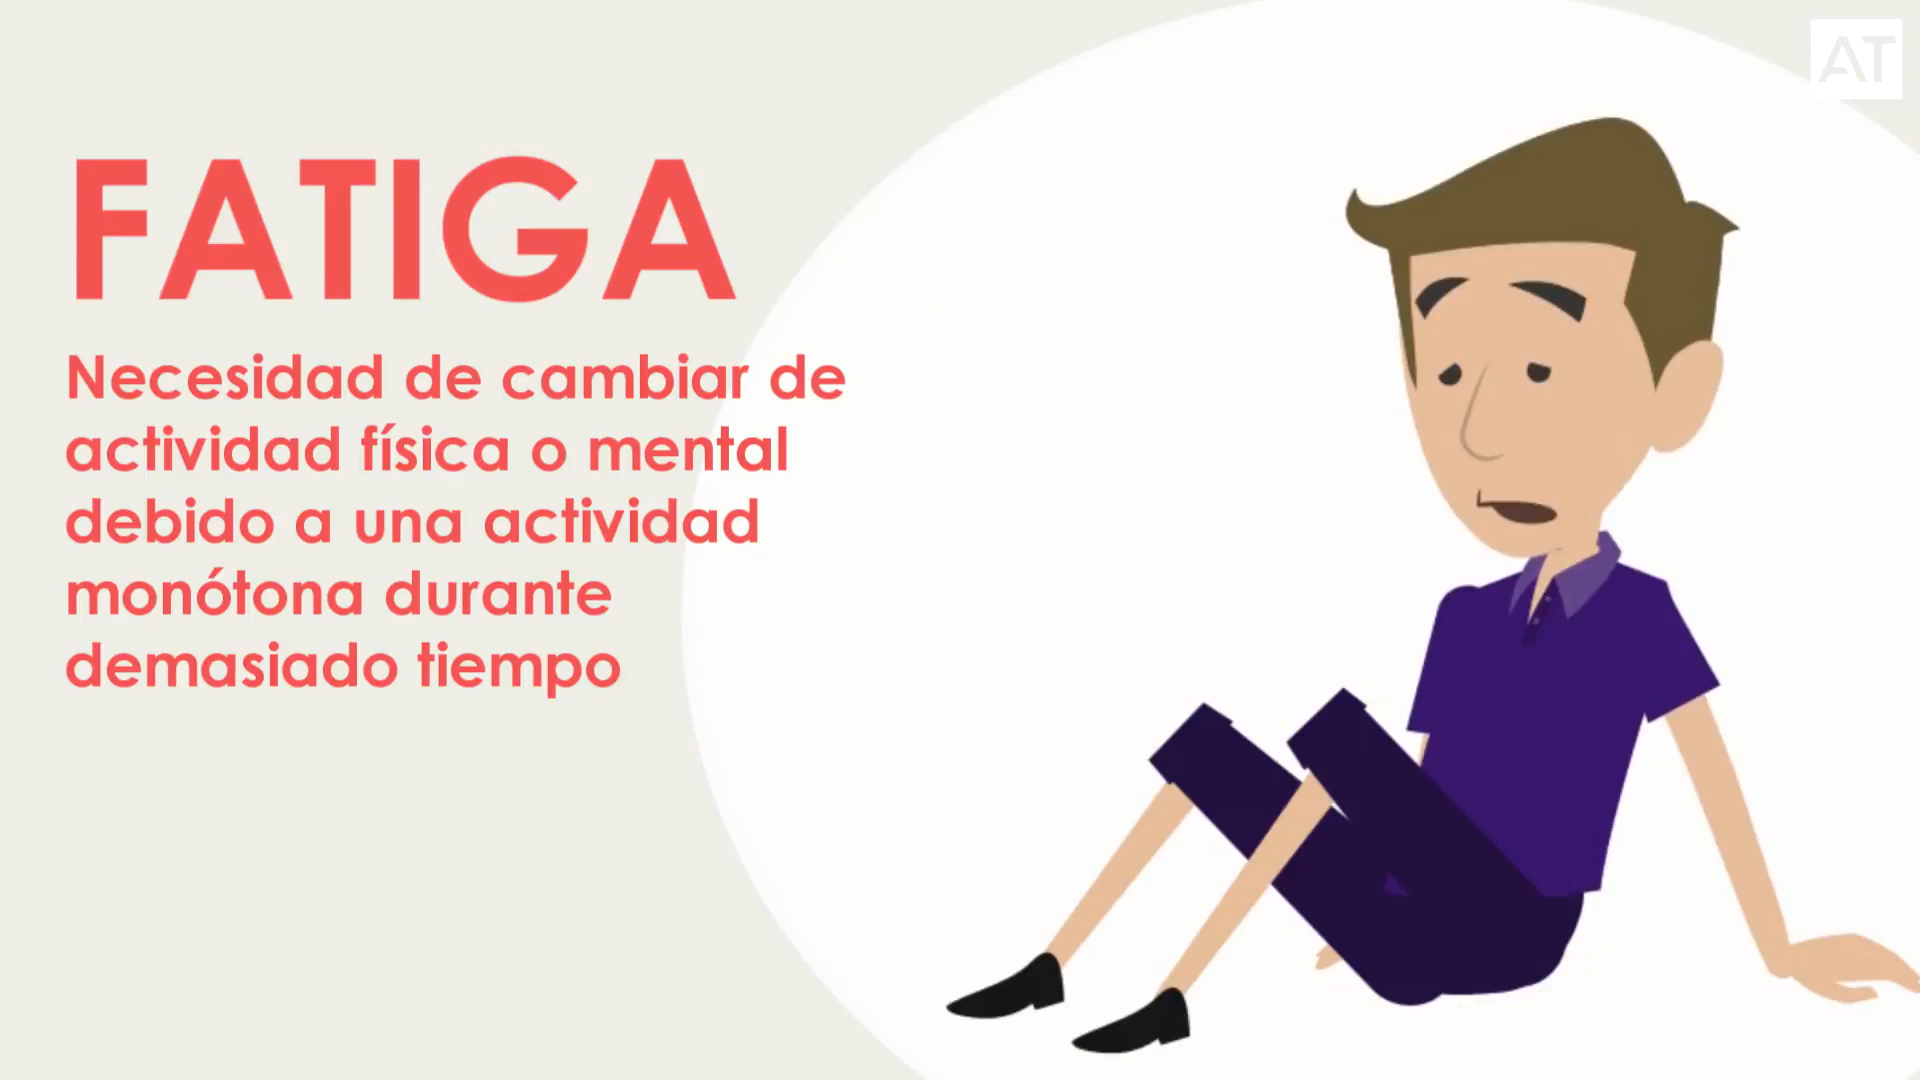 AT
FATIGA
Necesidad de cambiar de
actividad física o mental
debido a una actividad
monótona durante
demasiado tiempo